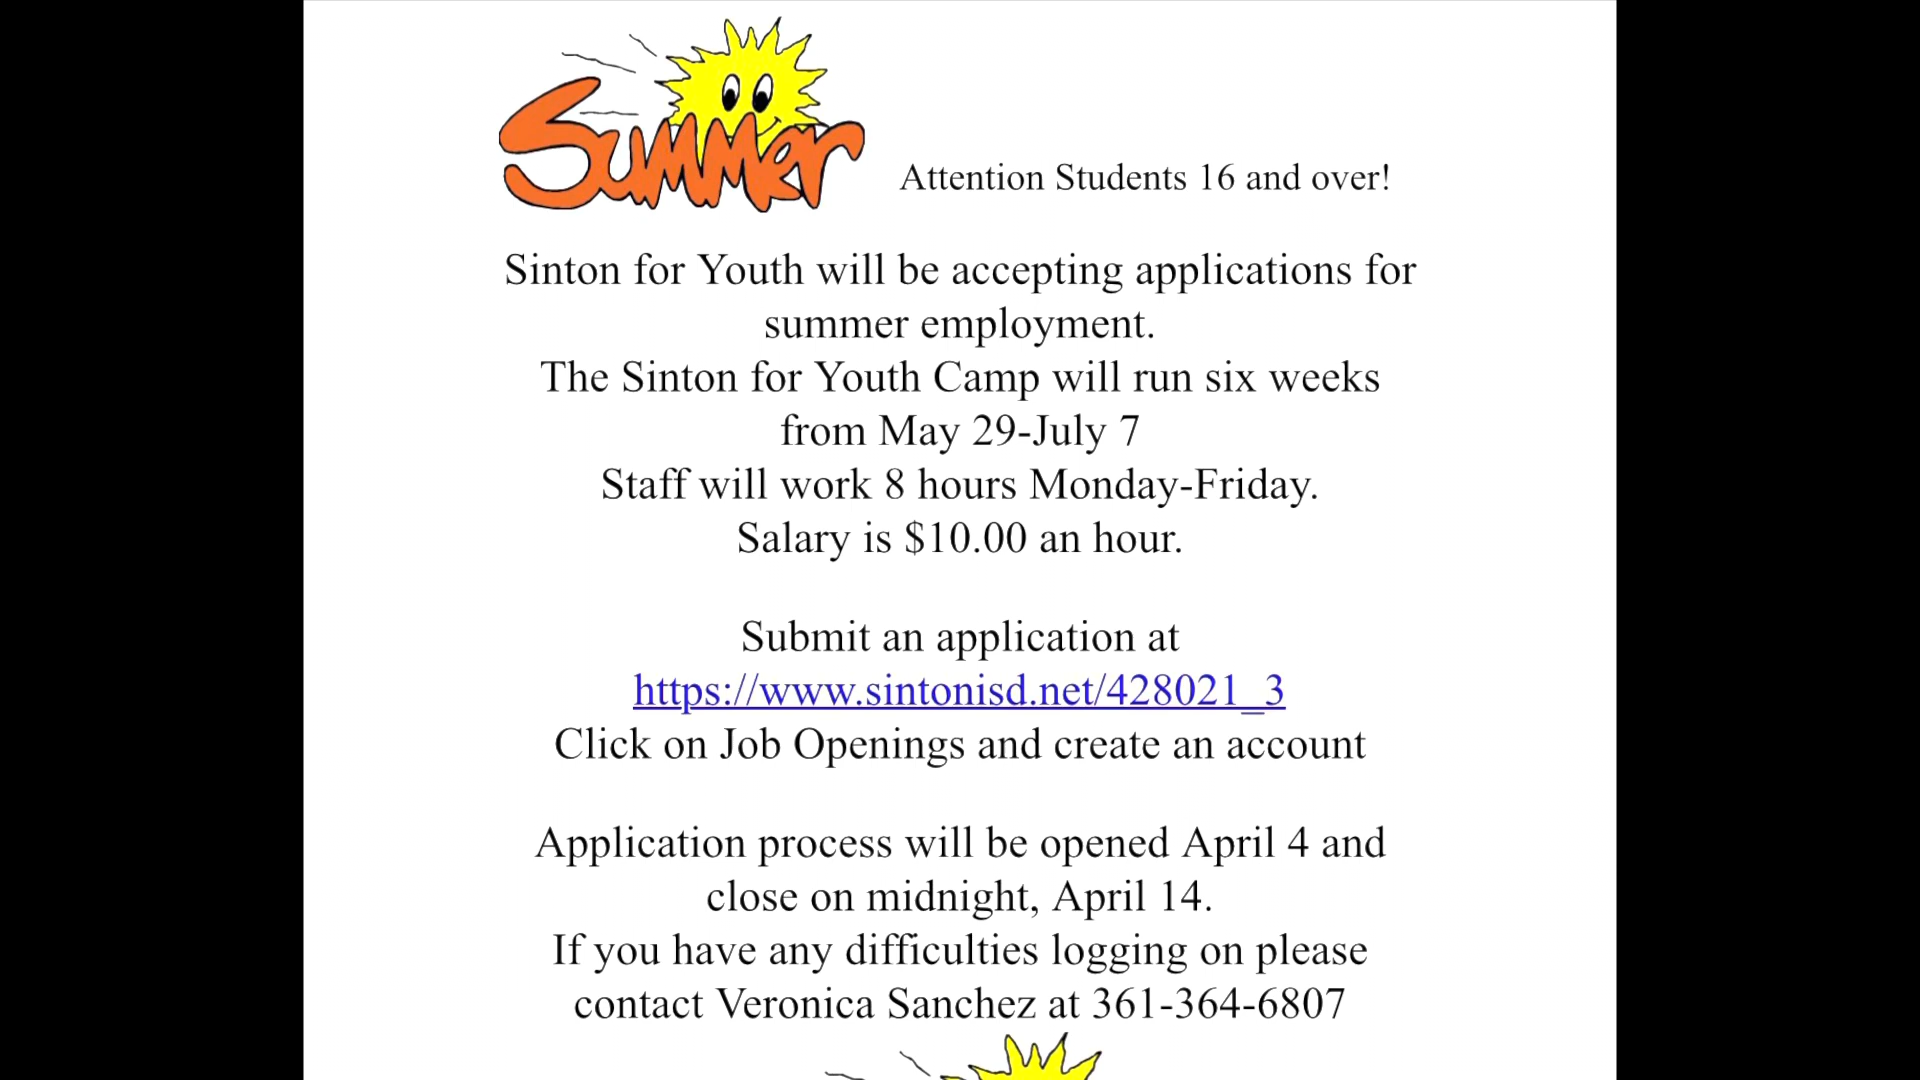 Summer
Attention Students 16 and over!
Sinton for Youth will be accepting applications for
summer employment.
The Sinton for Youth Camp will run six weeks
from May 29-July 7
Staff will work 8 hours Monday-Friday.
Salary is $10.00 an hour.
Submit an application at
https://www.sintonisd.net/428021_3
Click on Job Openings and create an account
Application process will be opened April 4 and
close on midnight, April 14.
If you have any difficulties logging on please
contact Veronica Sanchez at 361-364-6807